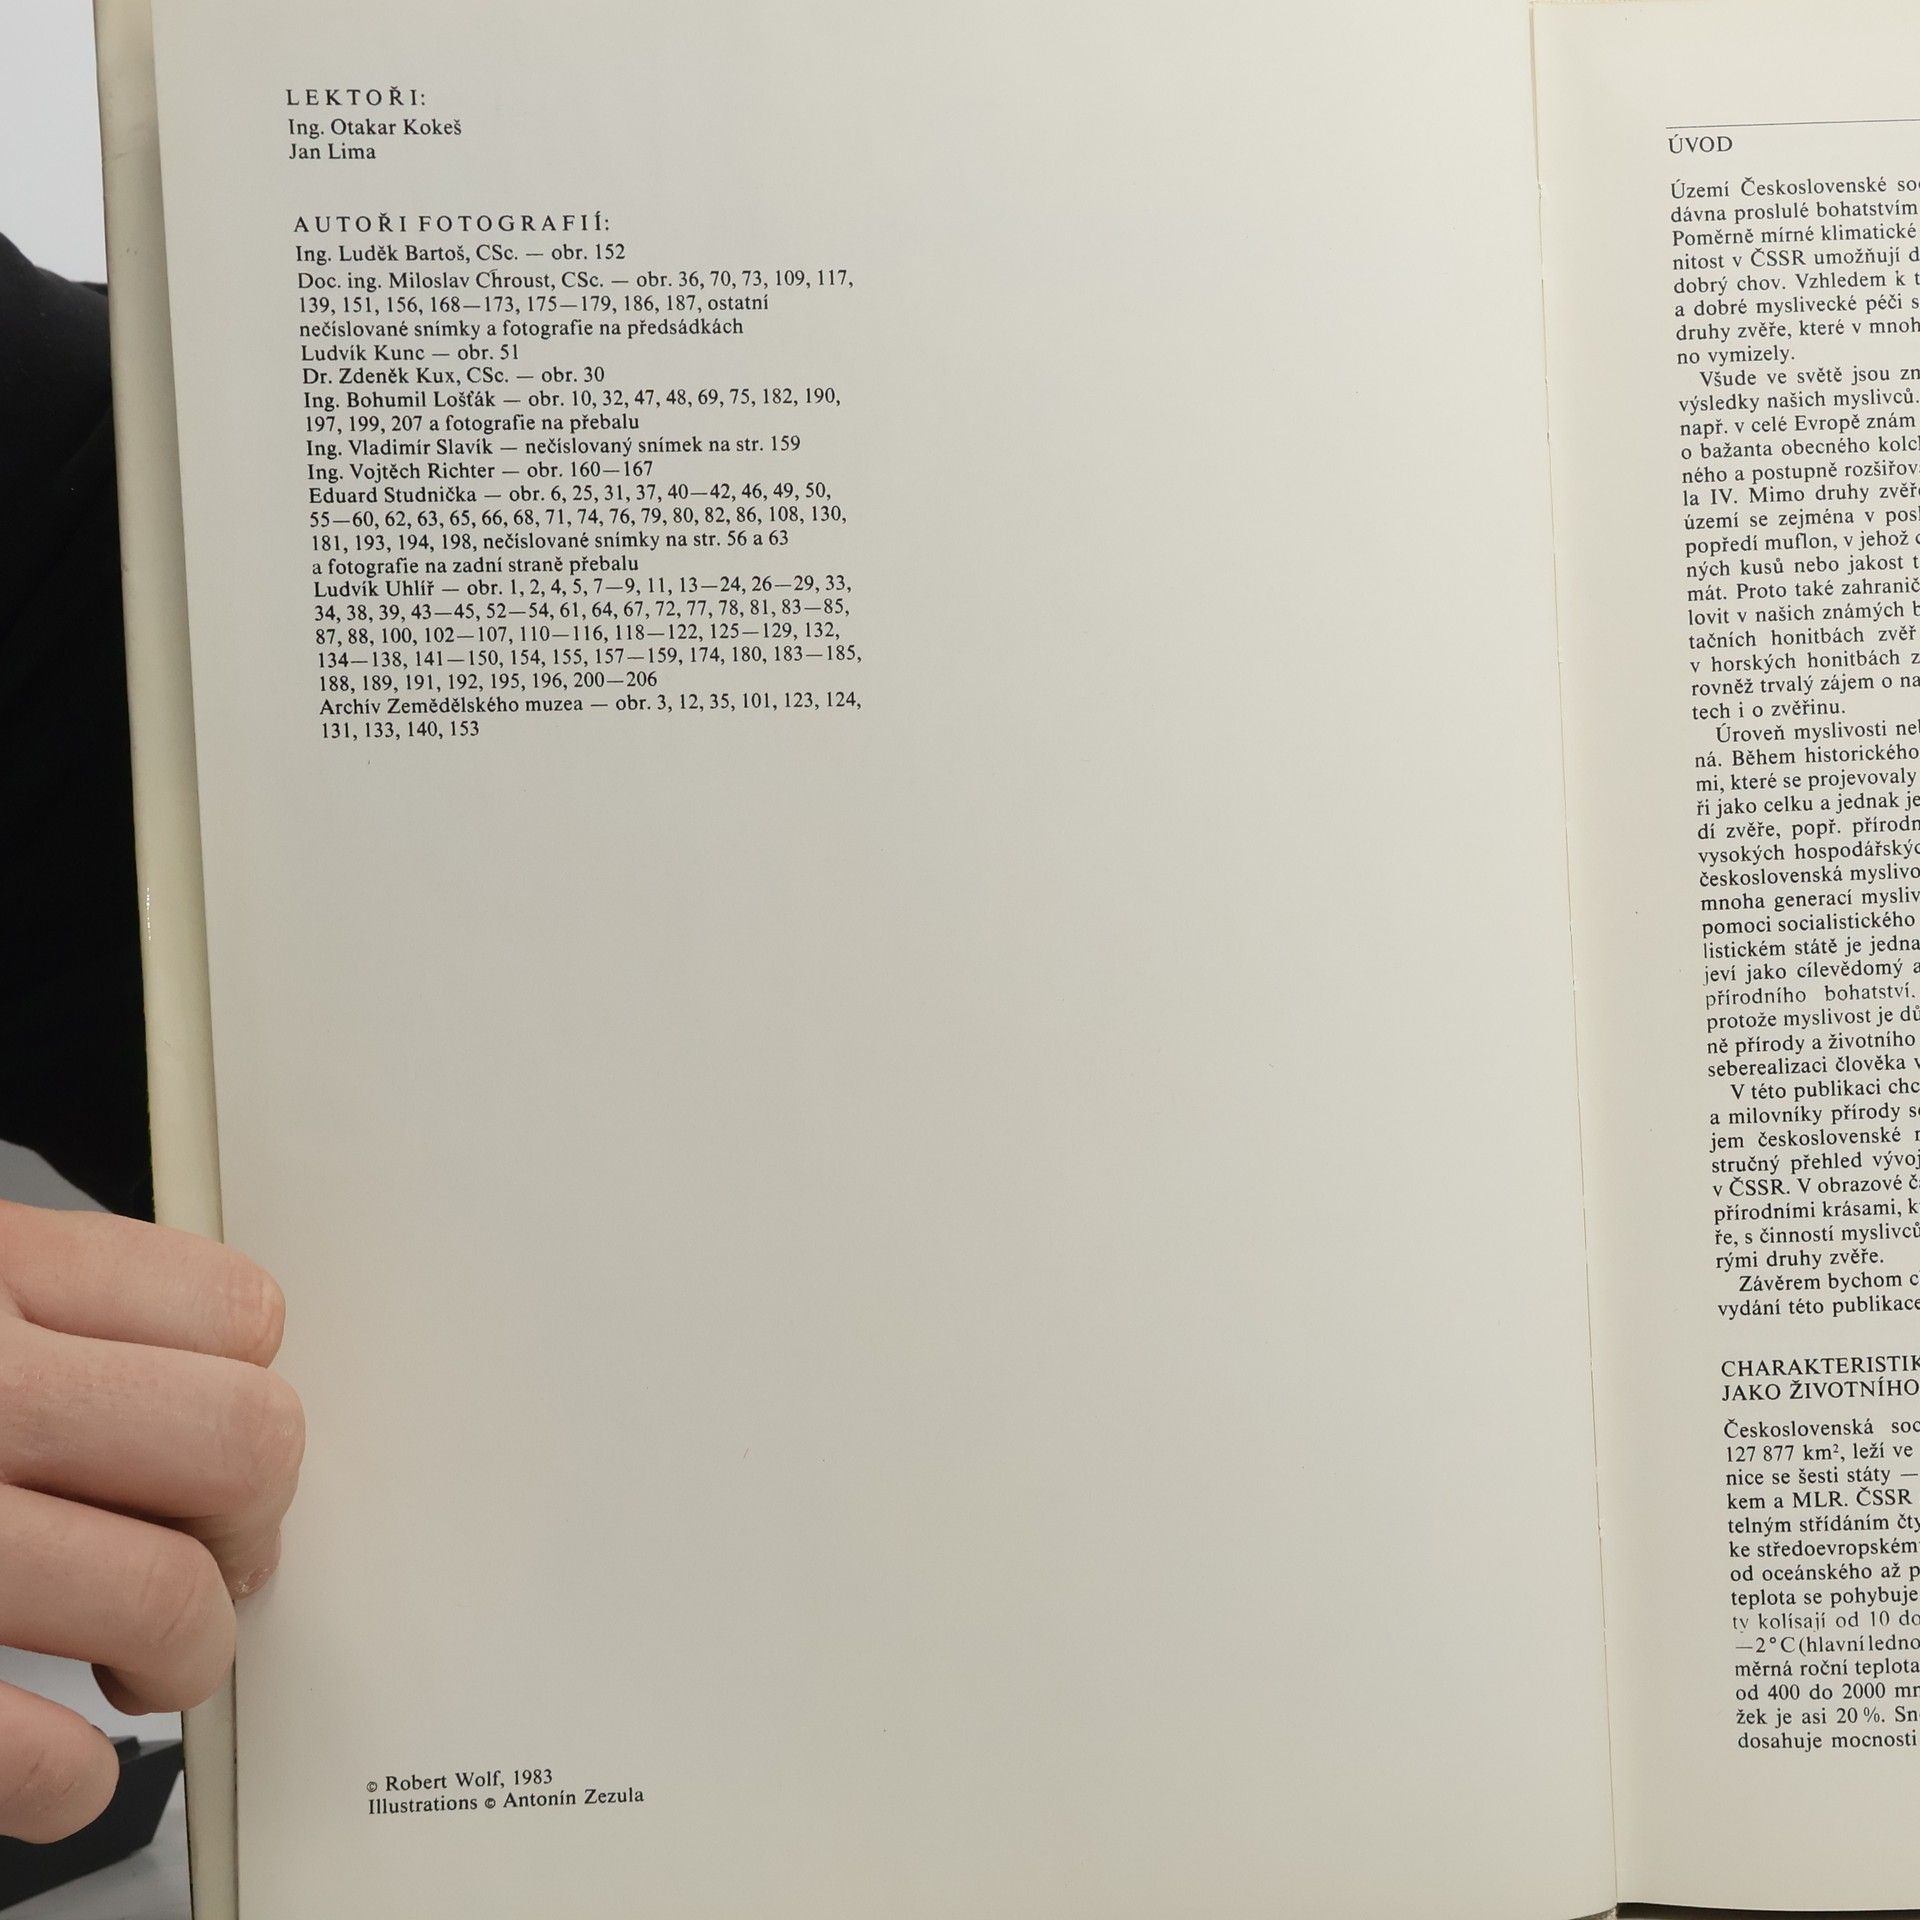 LEKTOŘI:
Ing. Otakar Kokeš
Jan Lima
AUTOŘI FOTOGRAFIÍ:
Ing. Luděk Bartoš, CSc. — obr. 152
Doc. ing. Miloslav Chroust, CSc. — obr. 36, 70, 73, 109, 117,
139, 151, 156, 168—173, 175—179, 186, 187, ostatní
nečíslované snímky a fotografie na předsádkách
Ludvík Kunc — obr. 51
Dr. Zdeněk Kux, CSc. — obr. 30
Ing. Bohumil Lošťák — obr. 10, 32, 47, 48, 69, 75, 182, 190,
197, 199, 207 a fotografie na přebalu
Ing. Vladimír Slavík — nečíslovaný snímek na str. 159
Ing. Vojtěch Richter — obr. 160—167
Eduard Studnička — obr. 6, 25, 31, 37, 40—42, 46, 49, 50,
55—60, 62, 63, 65, 66, 68, 71, 74, 76, 79, 80, 82, 86, 108, 130,
181, 193, 194, 198, nečíslované snímky na str. 56 a 63
a fotografie na zadní straně přebalu
Ludvík Uhlíř — obr. 1, 2, 4, 5, 7—9, 11, 13—24, 26—29, 33,
34, 38, 39, 43—45, 52—54, 61, 64, 67, 72, 77, 78, 81, 83—85,
87, 88, 100, 102—107, 110—116, 118—122, 125—129, 132,
134—138, 141—150, 154, 155, 157—159, 174, 180, 183—185,
188, 189, 191, 192, 195, 196, 200—206
Archív Zemědělského muzea — obr. 3, 12, 35, 101, 123, 124,
131, 133, 140, 153
© Robert Wolf, 1983
Illustrations © Antonín Zezula
ÚVOD
Území Československé
dávna proslulé bohatstvím
Poměrně mírné klimatické
nitost v ČSSR umožňují
dobrý chov. Vzhledem k
a dobré myslivecké péči
druhy zvěře, které v
no vymizely.
Všude ve světě jsou
výsledky našich myslivců.
např. v celé Evropě znám
o bažanta obecného
ného a postupně
la IV. Mimo druhy
území se zejména v
popředí muflon, v jehož
ných kusů nebo jakost
mát. Proto také
lovit v našich známých
tačních honitbách zvěř
v horských honitbách
rovněž trvalý zájem o
tech i o zvěřinu.
Úroveň myslivosti
ná. Během historického
mi, které se projevovaly
ři jako celku a jednak
dí zvěře, popř.
vysokých
československá
mnoha generací
pomoci socialistického
listickém státě je
jeví jako cílevědomý
přírodního bohatství.
protože myslivost je
ně přírody a životního
seberealizaci člověka
V této publikaci
a milovníky přírody
jem československé
stručný přehled
v ČSSR. V obrazové
přírodními krásami,
ře, s činností
rými druhy zvěře.
Závěrem bychom
vydání této publikace
JAKO ŽIVOTNÍHO
Československá
127 877 km², leží ve
nice se šesti státy —
kem a MLR. ČSSR
telným střídáním
ke středoevropskému
od oceánského až
teplota se pohybuje
ty kolísají od 10 do
—2° C (hlavní
měrná roční teplota
od 400 do 2000
žek je asi 20 %.
dosahuje mocnosti